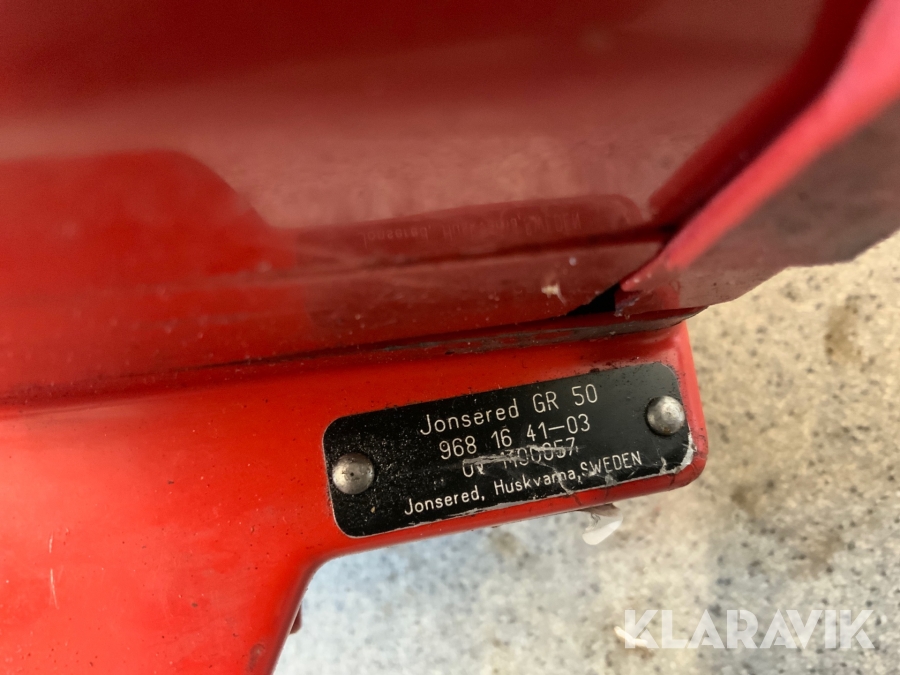 Jonsered GR 50
968 16 41-03
Jonsered, Huskvarna, SWEDEN
KLARAVIK